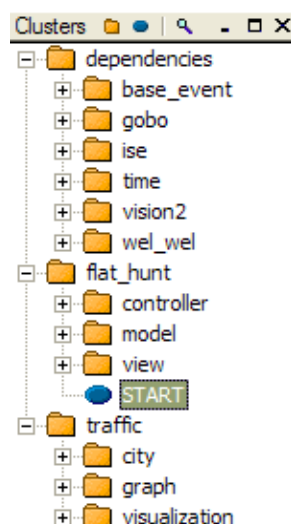 Clusters
dependencies
base_event
gobo
ise
time
vision2
wel_wel
flat_hunt
controller
model
view
START
traffic
city
graph
visualization